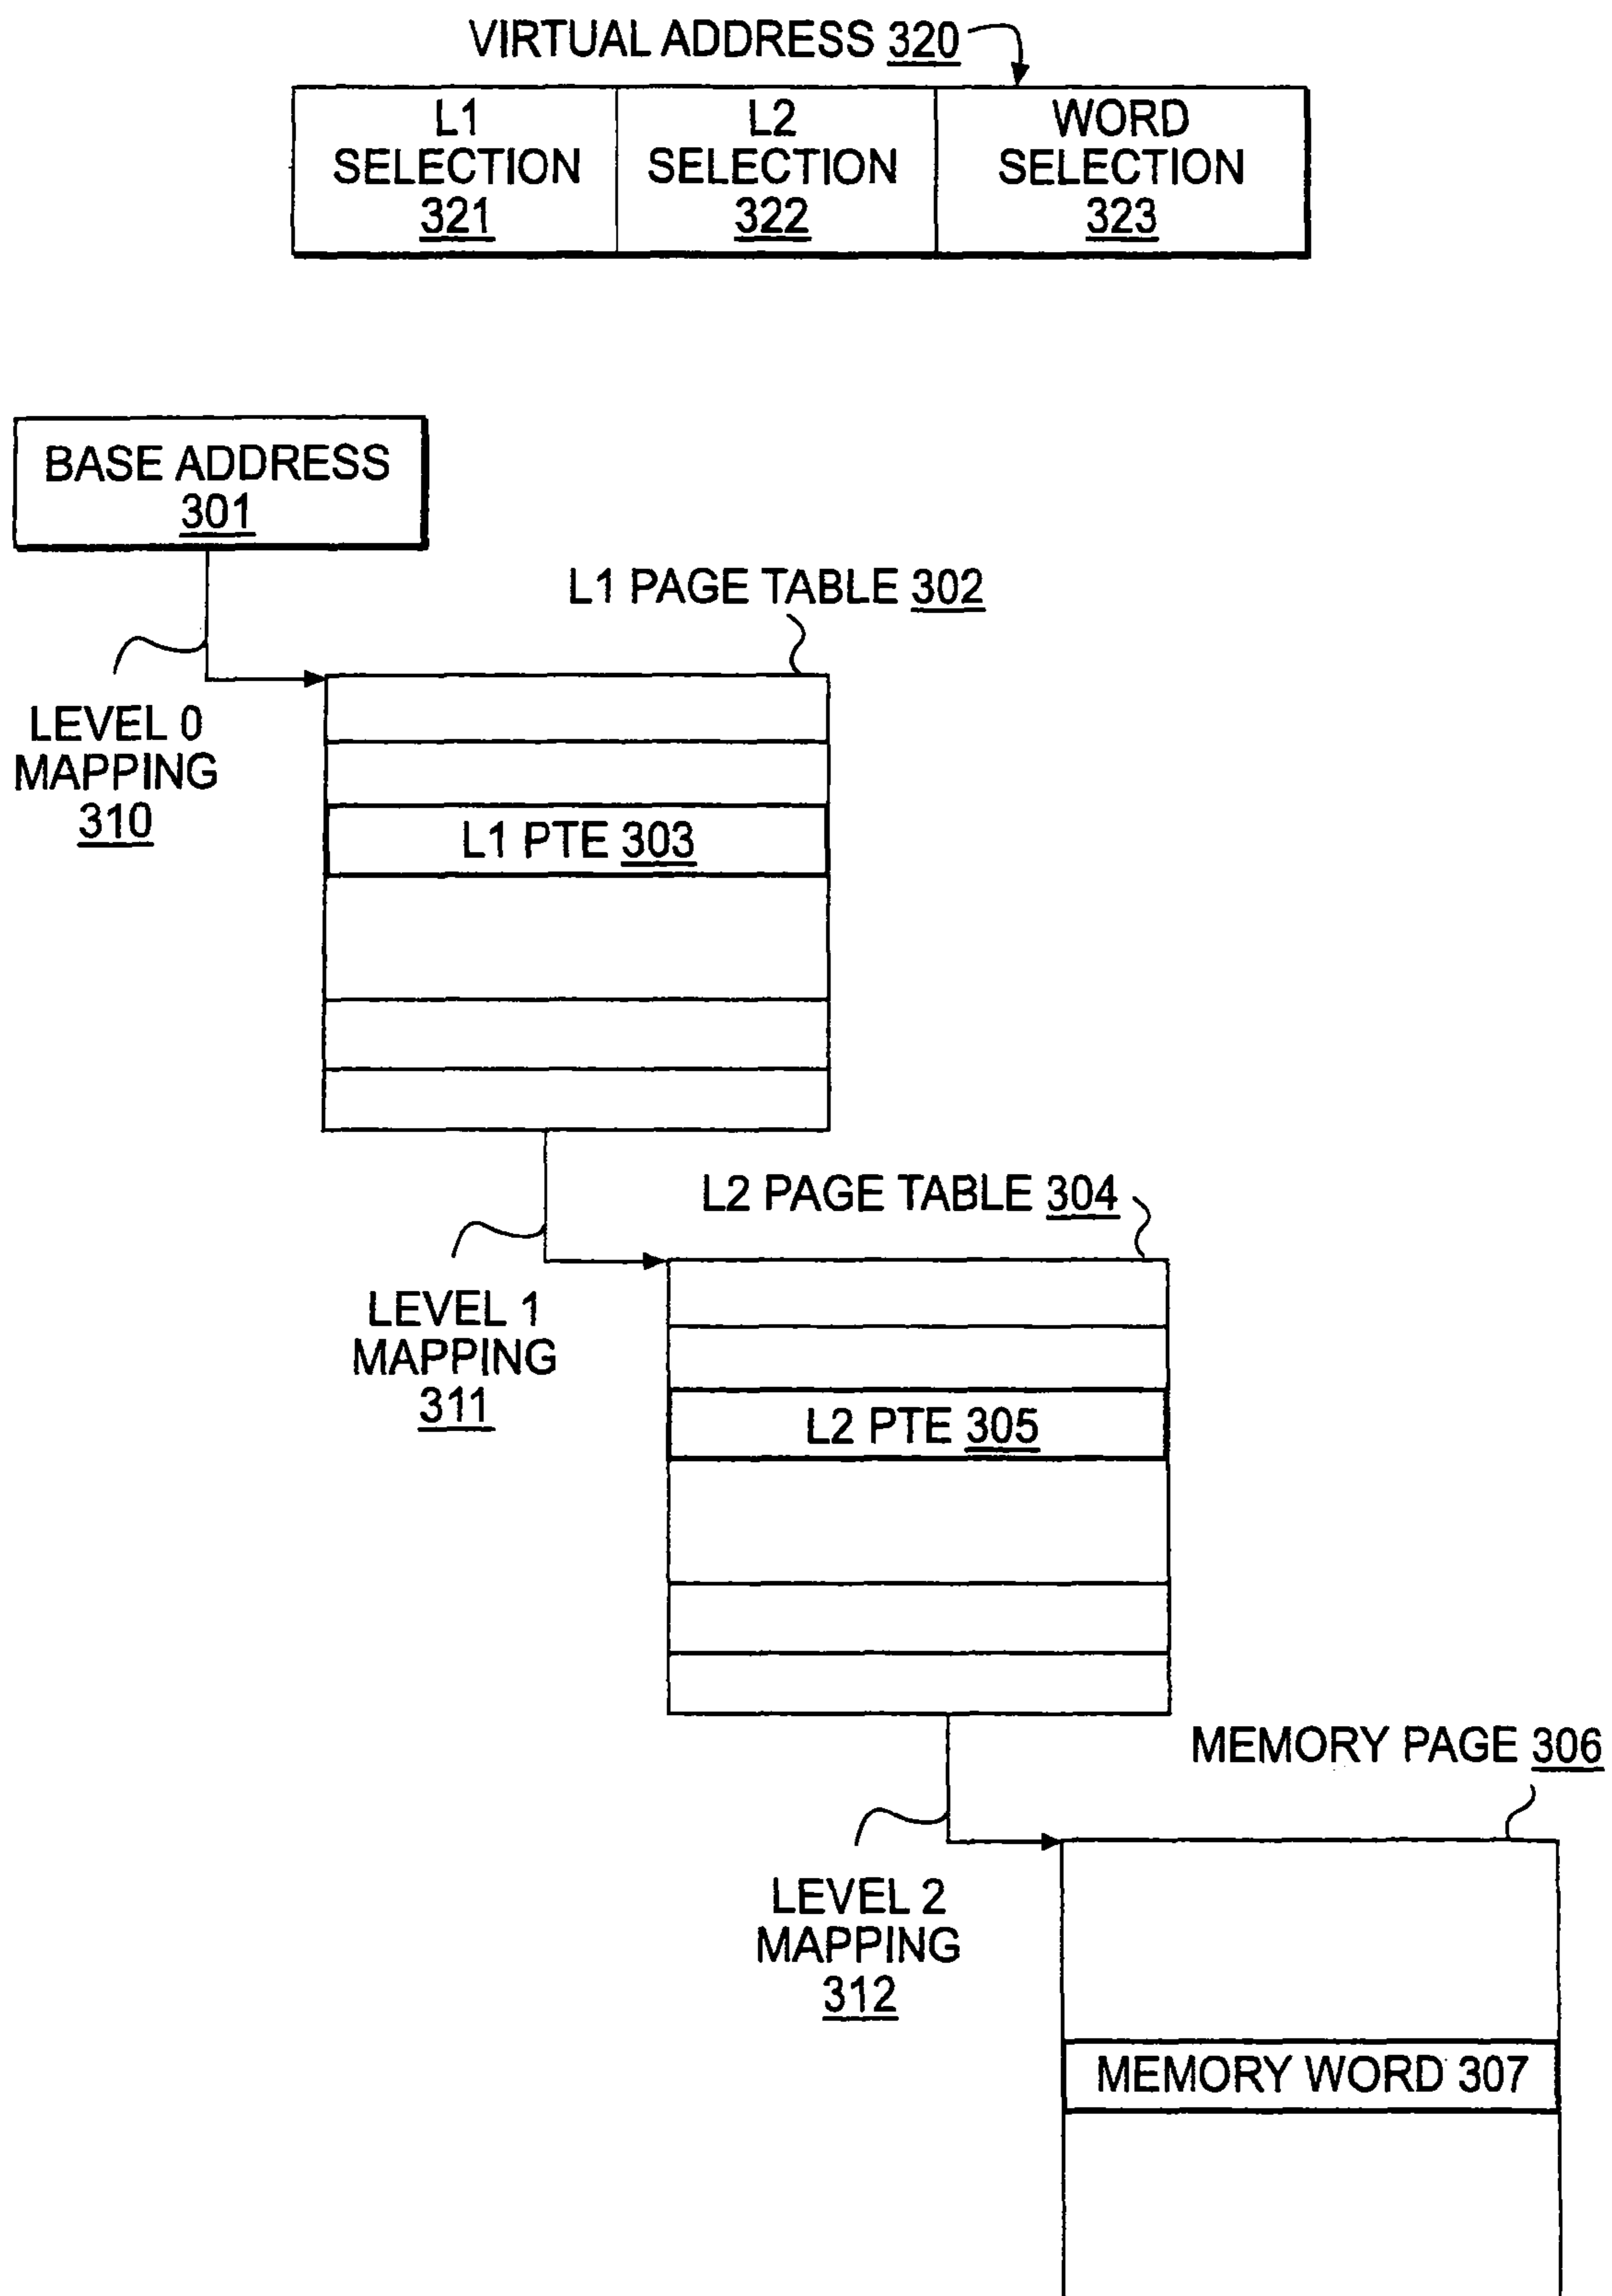 VIRTUAL ADDRESS 320
L1
SELECTION
321
L2
SELECTION
322
WORD
SELECTION
323
BASE ADDRESS
301
L1 PAGE TABLE 302
LEVEL 0
MAPPING
310
L1 PTE 303
L2 PAGE TABLE 304
LEVEL 1
MAPPING
311
L2 PTE 305
MEMORY PAGE 306
LEVEL 2
MAPPING
312
MEMORY WORD 307